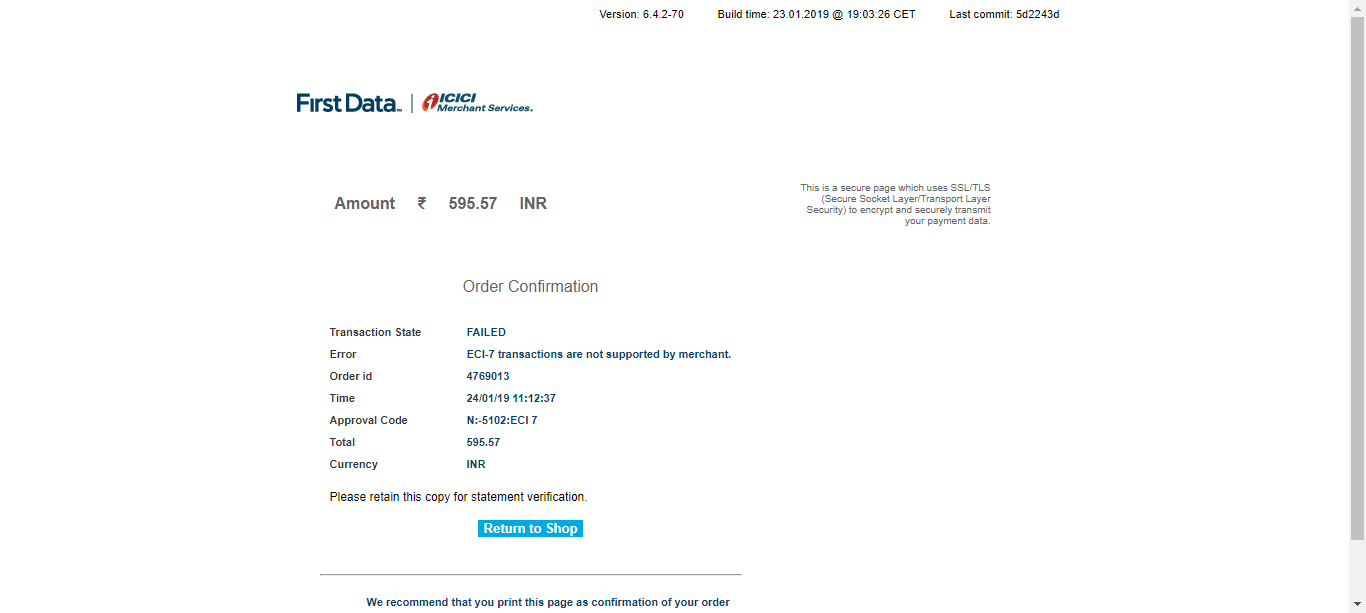 Version: 6.4.2-70 Build time: 23.01.2019 @ 19:03:26 CET Last commit: 5d2243d
First Data™ | ICICI
Merchant Services™
This is a secure page which uses SSL/TLS
(Secure Socket Layer/Transport Layer
Security) to encrypt and securely transmit
your payment data.
Amount ₹ 595.57 INR
Order Confirmation
Transaction State FAILED
Error ECI-7 transactions are not supported by merchant.
Order id 4769013
Time 24/01/19 11:12:37
Approval Code N:-5102:ECI 7
Total 595.57
Currency INR
Please retain this copy for statement verification.
Return to Shop
We recommend that you print this page as confirmation of your order